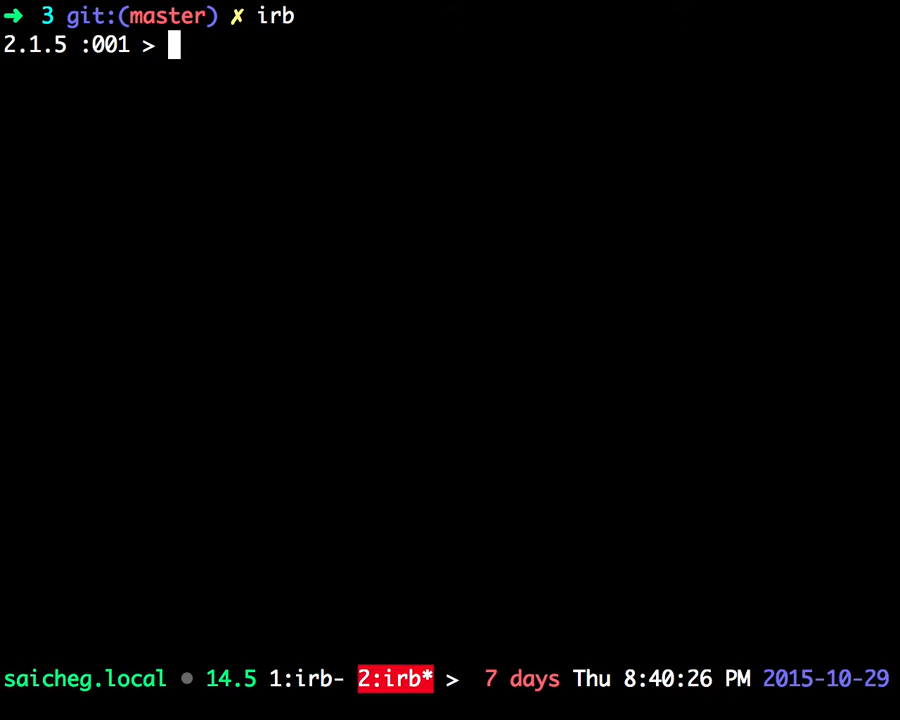 ➜ 3 git:(master) ✗ irb
2.1.5 :001 >
saicheg.local ● 14.5 1:irb- 2:irb* > 7 days Thu 8:40:26 PM 2015-10-29